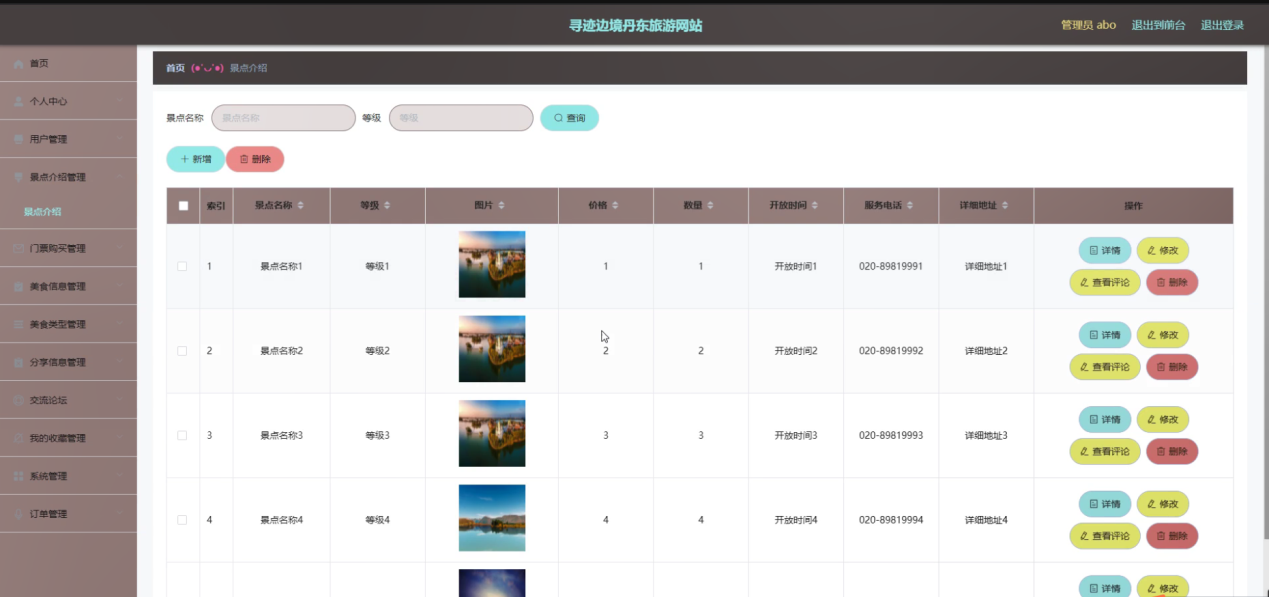 寻迹边境丹东旅游网站
管理员 abo 退出到前台 退出登录
首页
个人中心
用户管理
景点介绍管理
景点介绍
门票购买管理
美食信息管理
美食类型管理
分享信息管理
交流论坛
我的收藏管理
系统管理
订单管理
首页 (●'◡'●) 景点介绍
景点名称 景点名称 等级 等级 查询
新增 删除
索引 景点名称 等级 图片 价格 数量 开放时间 服务电话 详细地址 操作
1 景点名称1 等级1 1 1 开放时间1 020-89819991 详细地址1
详情 修改
查看评论 删除
2 景点名称2 等级2 2 2 开放时间2 020-89819992 详细地址2
详情 修改
查看评论 删除
3 景点名称3 等级3 3 3 开放时间3 020-89819993 详细地址3
详情 修改
查看评论 删除
4 景点名称4 等级4 4 4 开放时间4 020-89819994 详细地址4
详情 修改
查看评论 删除
详情 修改